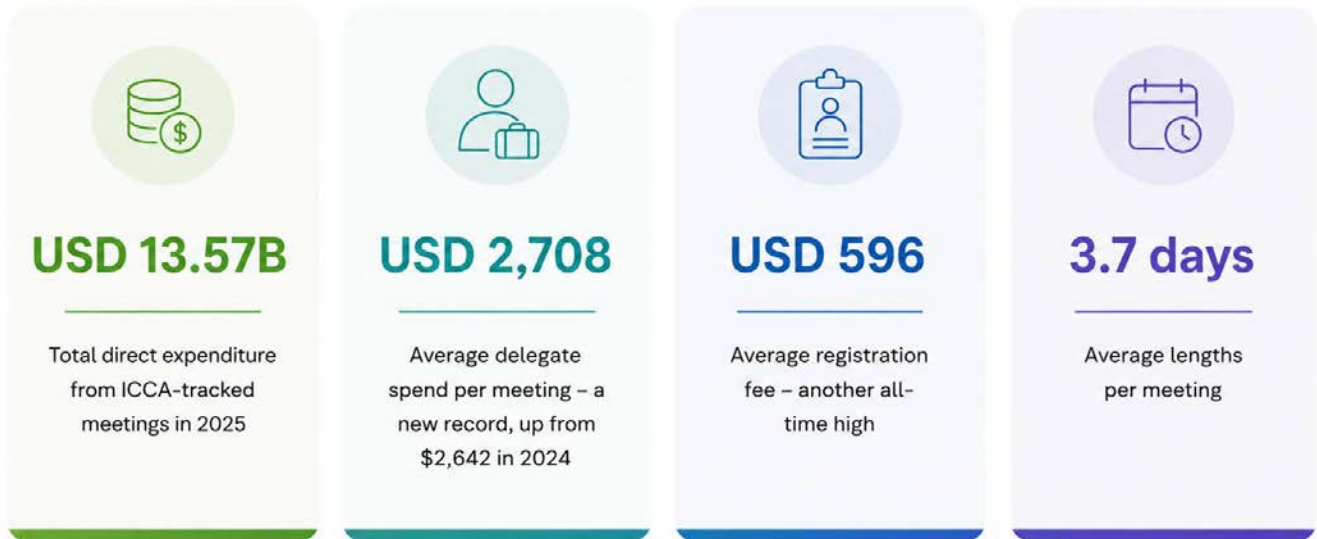 $
USD 13.57B
Total direct expenditure
from ICCA-tracked
meetings in 2025
USD 2,708
Average delegate
spend per meeting – a
new record, up from
$2,642 in 2024
USD 596
Average registration
fee – another all-
time high
3.7 days
Average lengths
per meeting